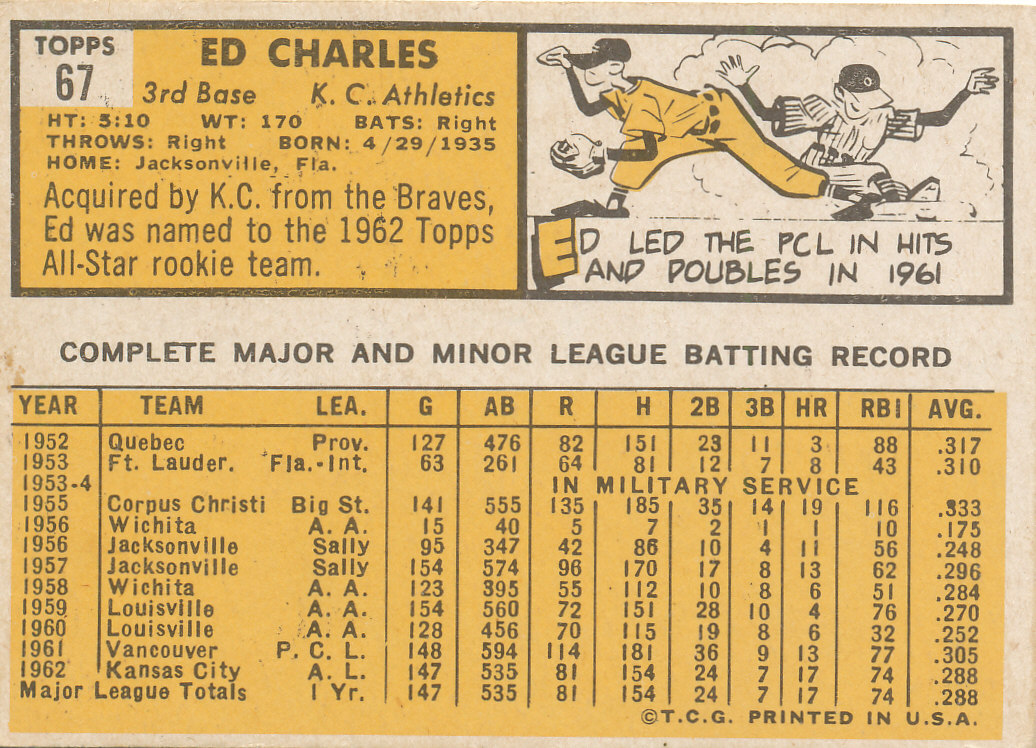 TOPPS
67
ED CHARLES
3rd Base K. C. Athletics
HT: 5:10 WT: 170 BATS: Right
THROWS: Right BORN: 4/29/1935
HOME: Jacksonville, Fla.
Acquired by K.C. from the Braves,
Ed was named to the 1962 Topps
All-Star rookie team.
ED LED THE PCL IN HITS
AND DOUBLES IN 1961
COMPLETE MAJOR AND MINOR LEAGUE BATTING RECORD
YEAR TEAM LEA. G AB R H 2B 3B HR RBI AVG.
1952 Quebec Prov. 127 476 82 151 23 11 3 88 .317
1953 Ft. Lauder. Fla.-Int. 63 261 64 81 12 7 8 43 .310
1953-4 IN MILITARY SERVICE
1955 Corpus Christi Big St. 141 555 135 185 35 14 19 116 .333
1956 Wichita A. A. 15 40 5 7 2 1 1 10 .175
1956 Jacksonville Sally 95 347 42 86 10 4 11 56 .248
1957 Jacksonville Sally 154 574 96 170 17 8 13 62 .296
1958 Wichita A. A. 123 395 55 112 10 8 6 51 .284
1959 Louisville A. A. 154 560 72 151 28 10 4 76 .270
1960 Louisville A. A. 128 456 70 115 19 8 6 32 .252
1961 Vancouver P. C. L. 148 594 114 181 36 9 13 77 .305
1962 Kansas City A. L. 147 535 81 154 24 7 17 74 .288
Major League Totals 1 Yr. 147 535 81 154 24 7 17 74 .288
©T.C.G. PRINTED IN U.S.A.